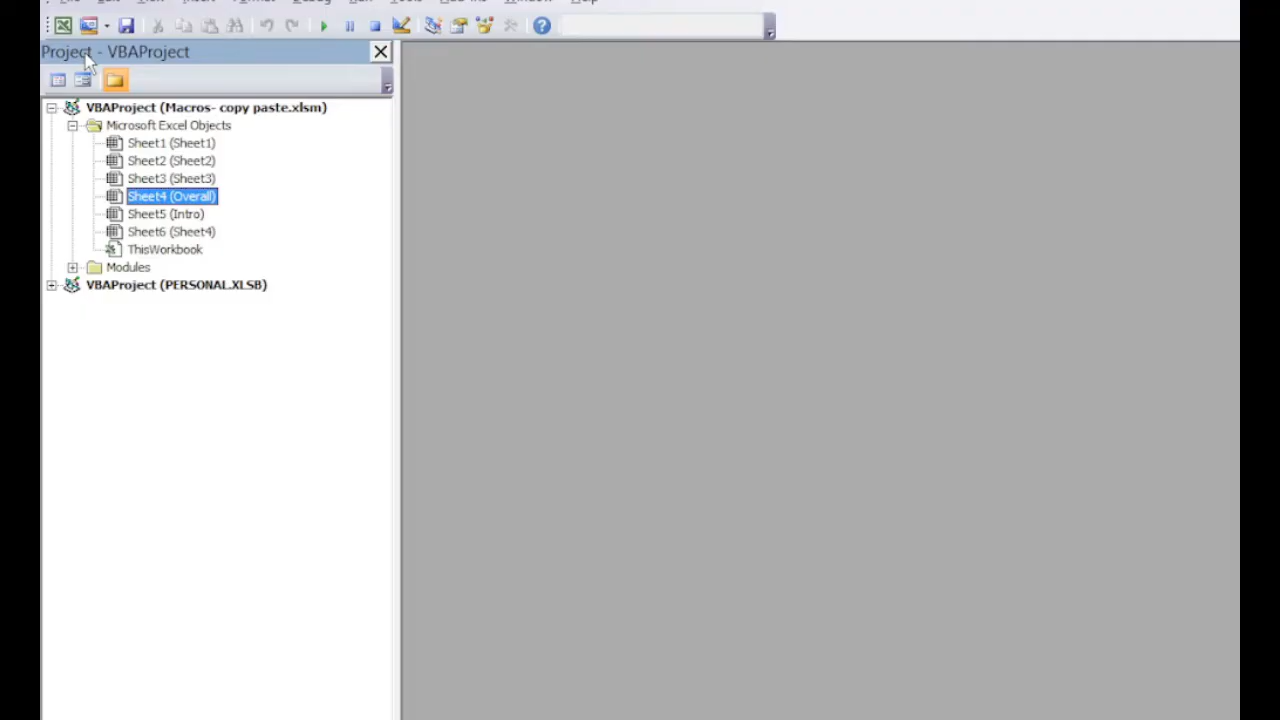 Project - VBAProject
VBAProject (Macros- copy paste.xlsm)
Microsoft Excel Objects
Sheet1 (Sheet1)
Sheet2 (Sheet2)
Sheet3 (Sheet3)
Sheet4 (Overall)
Sheet5 (Intro)
Sheet6 (Sheet4)
ThisWorkbook
Modules
VBAProject (PERSONAL.XLSB)